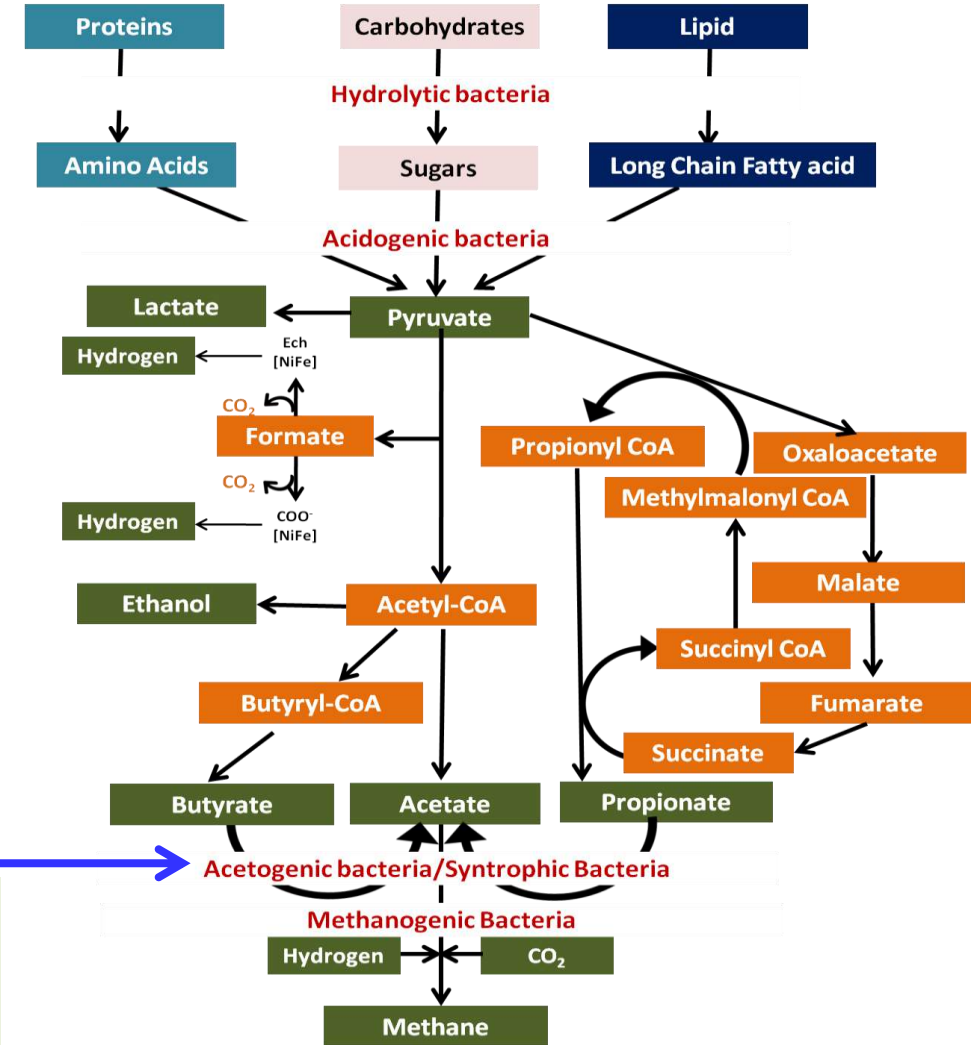 Proteins
Carbohydrates
Lipid
Hydrolytic bacteria
Amino Acids
Sugars
Long Chain Fatty acid
Acidogenic bacteria
Lactate
Pyruvate
Hydrogen
Ech
[NiFe]
CO₂
Formate
Propionyl CoA
Oxaloacetate
CO₂
Methylmalonyl CoA
Hydrogen
COO⁻
[NiFe]
Malate
Ethanol
Acetyl-CoA
Succinyl CoA
Butyryl-CoA
Fumarate
Succinate
Butyrate
Acetate
Propionate
Acetogenic bacteria/Syntrophic Bacteria
Methanogenic Bacteria
Hydrogen
CO₂
Methane